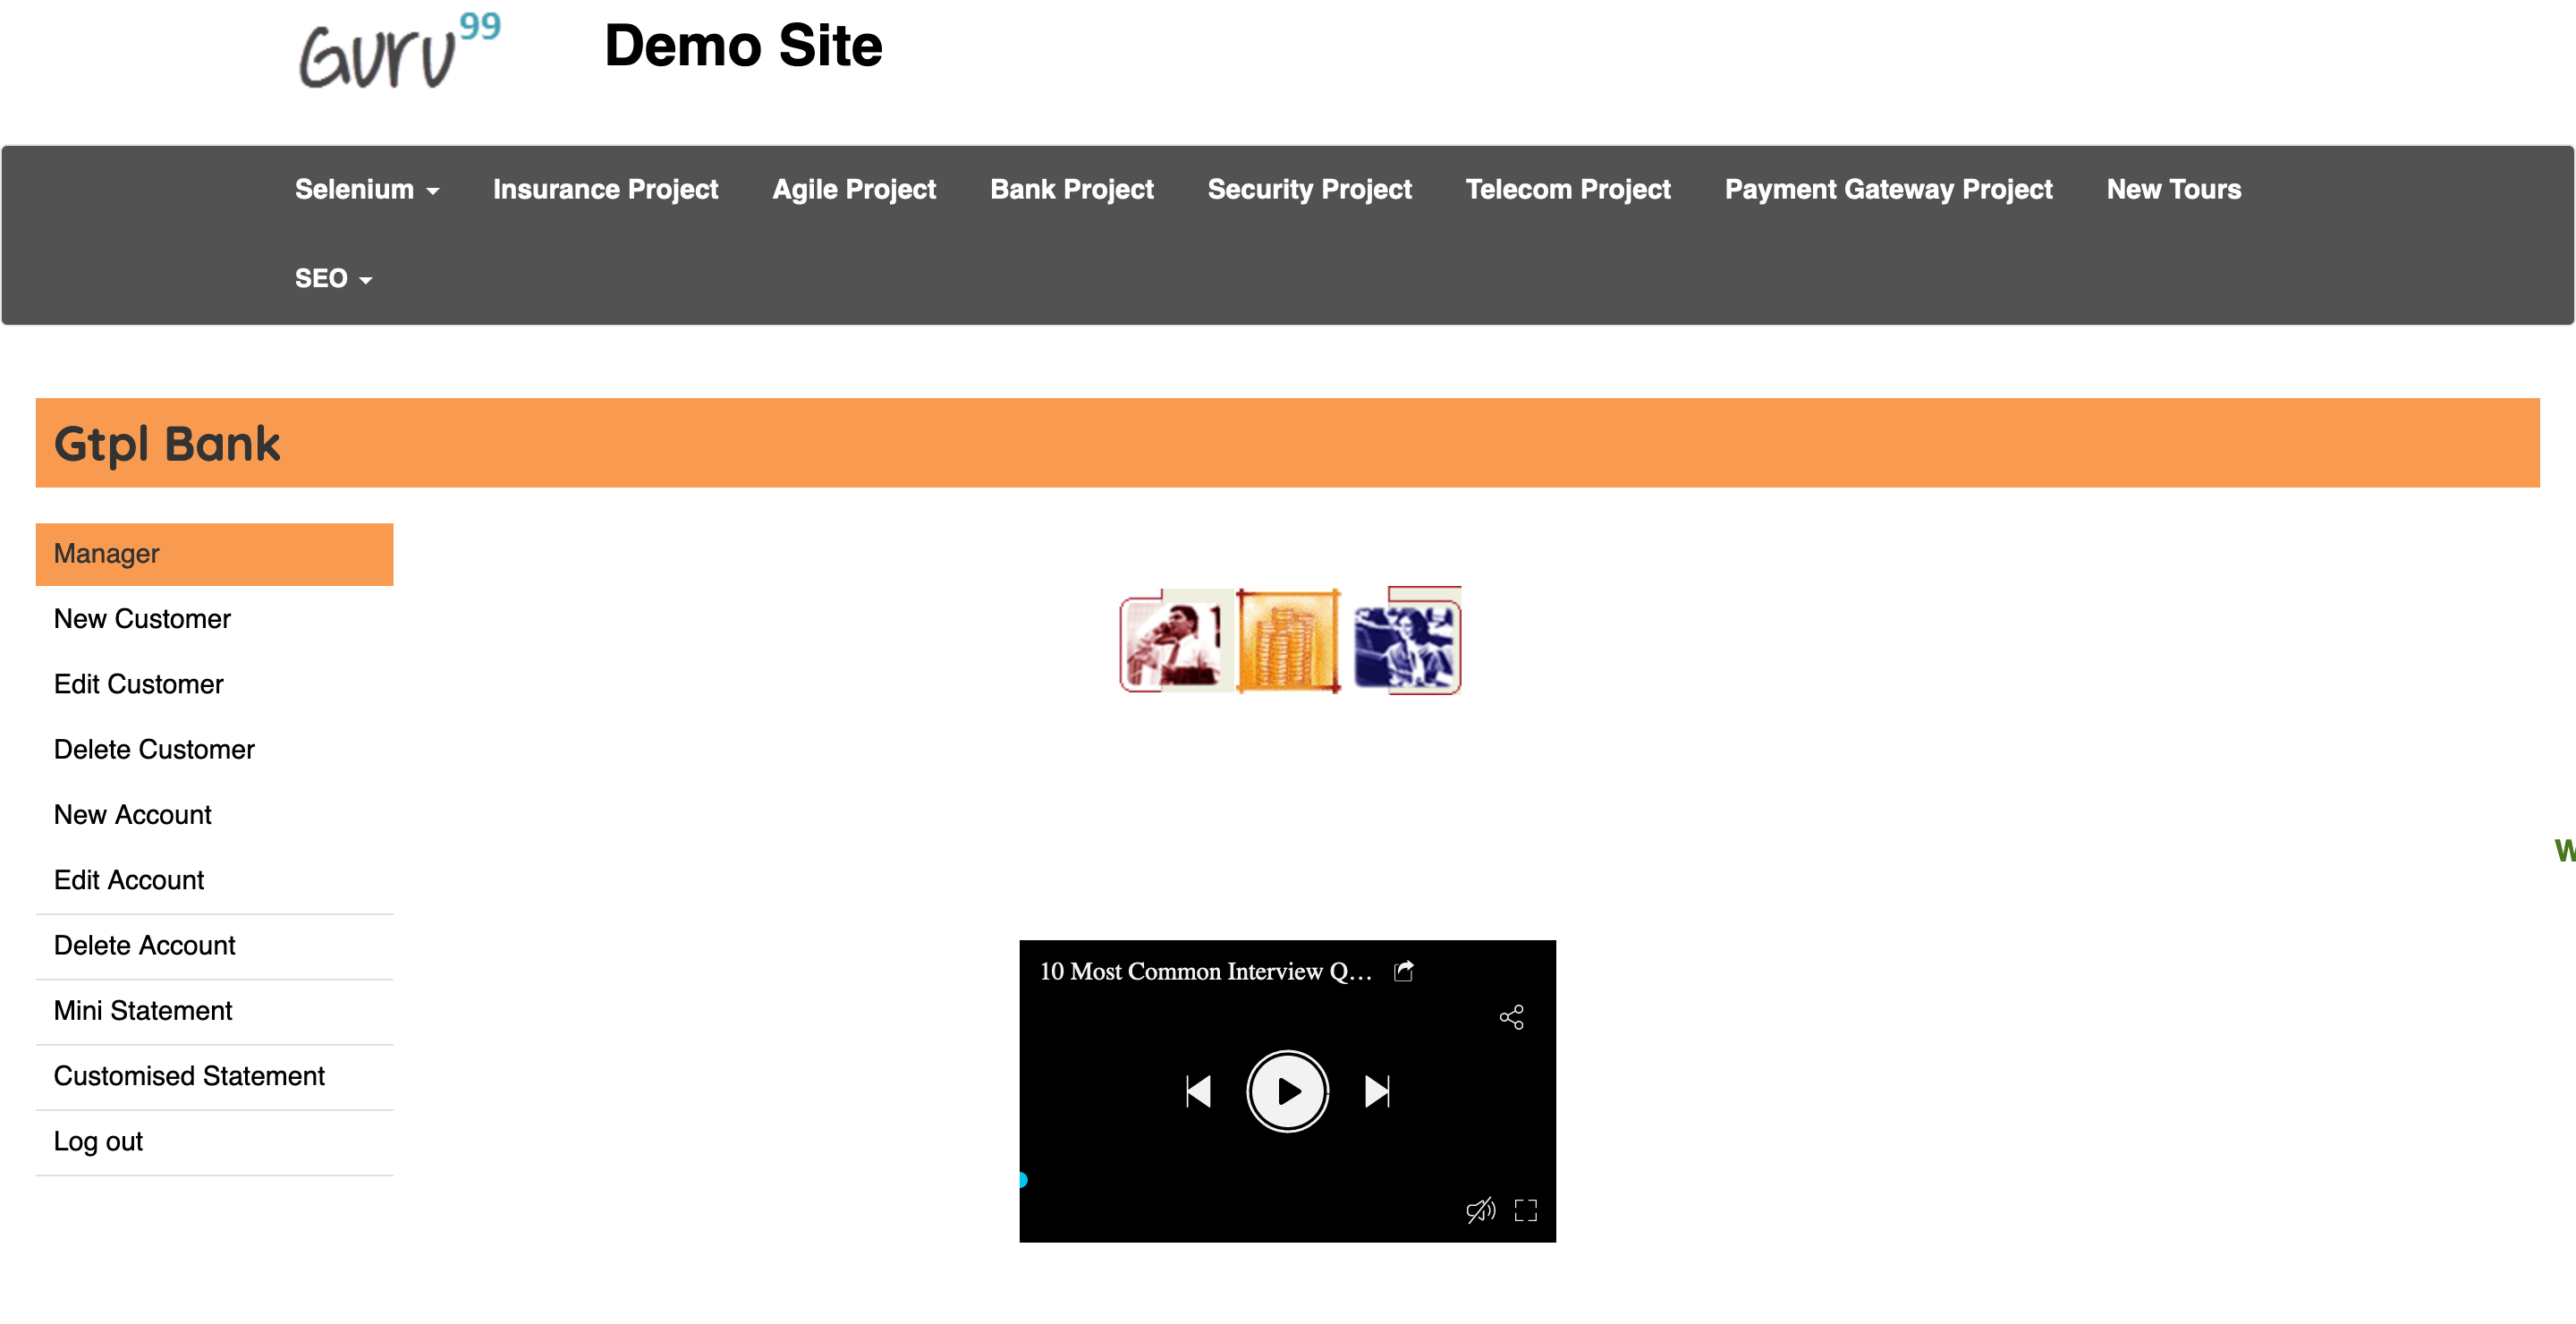 Guru99 Demo Site
Selenium Insurance Project Agile Project Bank Project Security Project Telecom Project Payment Gateway Project New Tours
SEO
Gtpl Bank
Manager
New Customer
Edit Customer
Delete Customer
New Account
Edit Account
Delete Account
Mini Statement
Customised Statement
Log out
W
10 Most Common Interview Q...